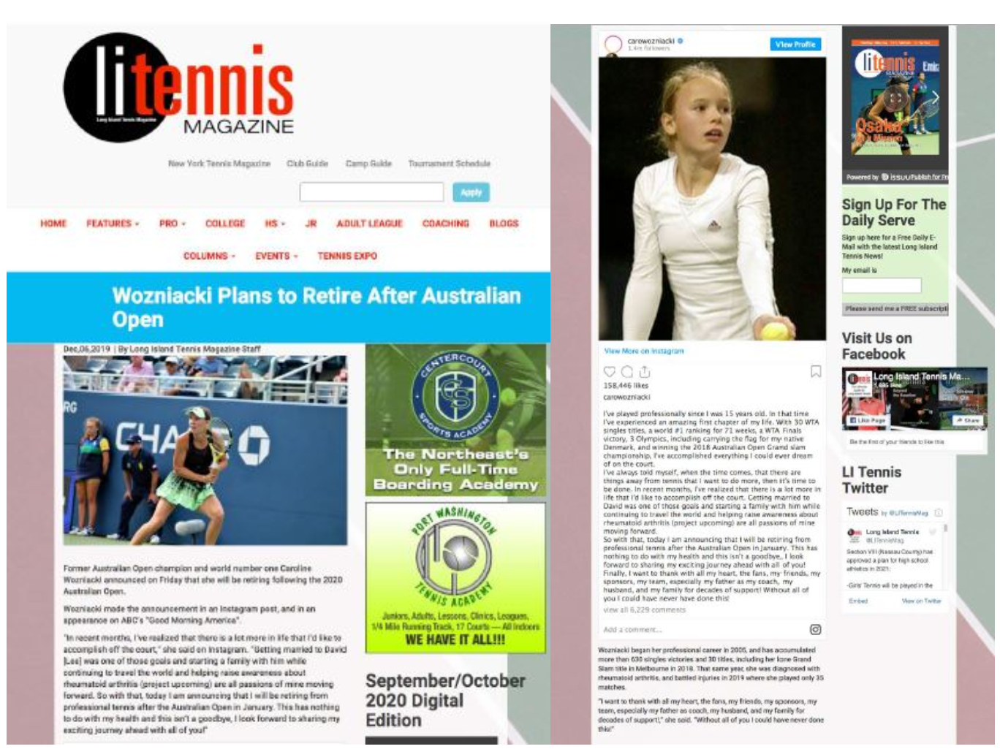 litennis
Long Island Tennis Magazine
MAGAZINE
New York Tennis Magazine Club Guide Camp Guide Tournament Schedule
Apply
HOME FEATURES PRO COLLEGE HS JR ADULT LEAGUE COACHING BLOGS
COLUMNS EVENTS TENNIS EXPO
Wozniacki Plans to Retire After Australian
Open
Dec,06,2019 | By Long Island Tennis Magazine Staff
RG
CHA
Former Australian Open champion and world number one Caroline
Wozniacki announced on Friday that she will be retiring following the 2020
Australian Open.
Wozniacki made the announcement in an Instagram post, and in an
appearance on ABC's "Good Morning America".
"In recent months, I've realized that there is a lot more in life that I'd like to
accomplish off the court," she said on Instagram. "Getting married to David
[Lee] was one of those goals and starting a family with him while
continuing to travel the world and helping raise awareness about
rheumatoid arthritis (project upcoming) are all passions of mine moving
forward. So with that, today I am announcing that I will be retiring from
professional tennis after the Australian Open in January. This has nothing
to do with my health and this isn't a goodbye, I look forward to sharing my
exciting journey ahead with all of you!"
CENTERCOURT
SPORTS ACADEMY
The Northeast's
Only Full-Time
Boarding Academy
PORT WASHINGTON
TENNIS ACADEMY
Juniors, Adults, Lessons, Clinics, Leagues,
1/4 Mile Running Track, 17 Courts — All Indoors
WE HAVE IT ALL!!!
September/October
2020 Digital
Edition
carowozniacki
1.4m followers
View Profile
View More on Instagram
158,446 likes
carowozniacki
I've played professionally since I was 15 years old. In that time
I've experienced an amazing first chapter of my life. With 30 WTA
singles titles, a world #1 ranking for 71 weeks, a WTA Finals
victory, 3 Olympics, including carrying the flag for my native
Denmark, and winning the 2018 Australian Open Grand slam
championship, I've accomplished everything I could ever dream
of on the court.
I've always told myself, when the time comes, that there are
things away from tennis that I want to do more, then it's time to
be done. In recent months, I've realized that there is a lot more in
life that I'd like to accomplish off the court. Getting married to
David was one of those goals and starting a family with him while
continuing to travel the world and helping raise awareness about
rheumatoid arthritis (project upcoming) are all passions of mine
moving forward.
So with that, today I am announcing that I will be retiring from
professional tennis after the Australian Open in January. This has
nothing to do with my health and this isn't a goodbye,, I look
forward to sharing my exciting journey ahead with all of you!
Finally, I want to thank with all my heart, the fans, my friends, my
sponsors, my team, especially my father as my coach, my
husband, and my family for decades of support! Without all of
you I could have never have done this!
view all 6,229 comments
Add a comment...
Wozniacki began her professional career in 2005, and has accumulated
more than 630 singles victories and 30 titles, including her lone Grand
Slam title in Melbourne in 2018. That same year, she was diagnosed with
rheumatoid arthritis, and battled injuries in 2019 where she played only 35
matches.
"I want to thank with all my heart, the fans, my friends, my sponsors, my
team, especially my father as coach, my husband, and my family for
decades of support!," she said. "Without all of you I could have never done
this!"
litennis
MAGAZINE
Osaka
on a Mission
Powered by issuu Publish for Fr
Sign Up For The
Daily Serve
Sign up here for a Free Daily E-
Mail with the latest Long Island
Tennis News!
My email is
Please send me a FREE subscripti
Visit Us on
Facebook
Long Island Tennis Ma...
likes
Like Page
Share
Be the first of your friends to like this
LI Tennis
Twitter
Tweets by @LITennisMag
Long Island Tennis
@LITennisMag
Section VIII (Nassau County) has
approved a plan for high school
athletics in 2021:
-Girls' Tennis will be played in the
Embed View on Twitter